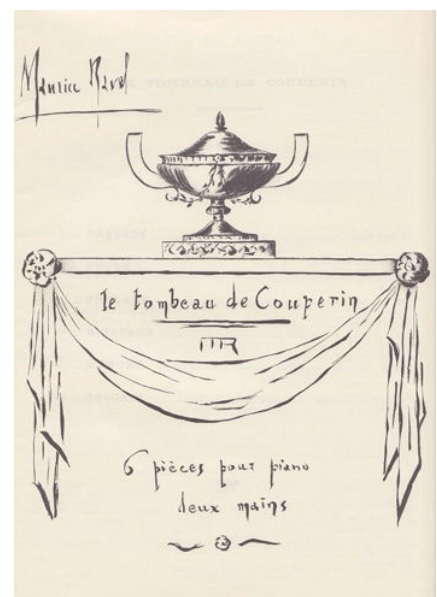 Maurice Ravel
le tombeau de Couperin
MR
6 pièces pour piano
deux mains